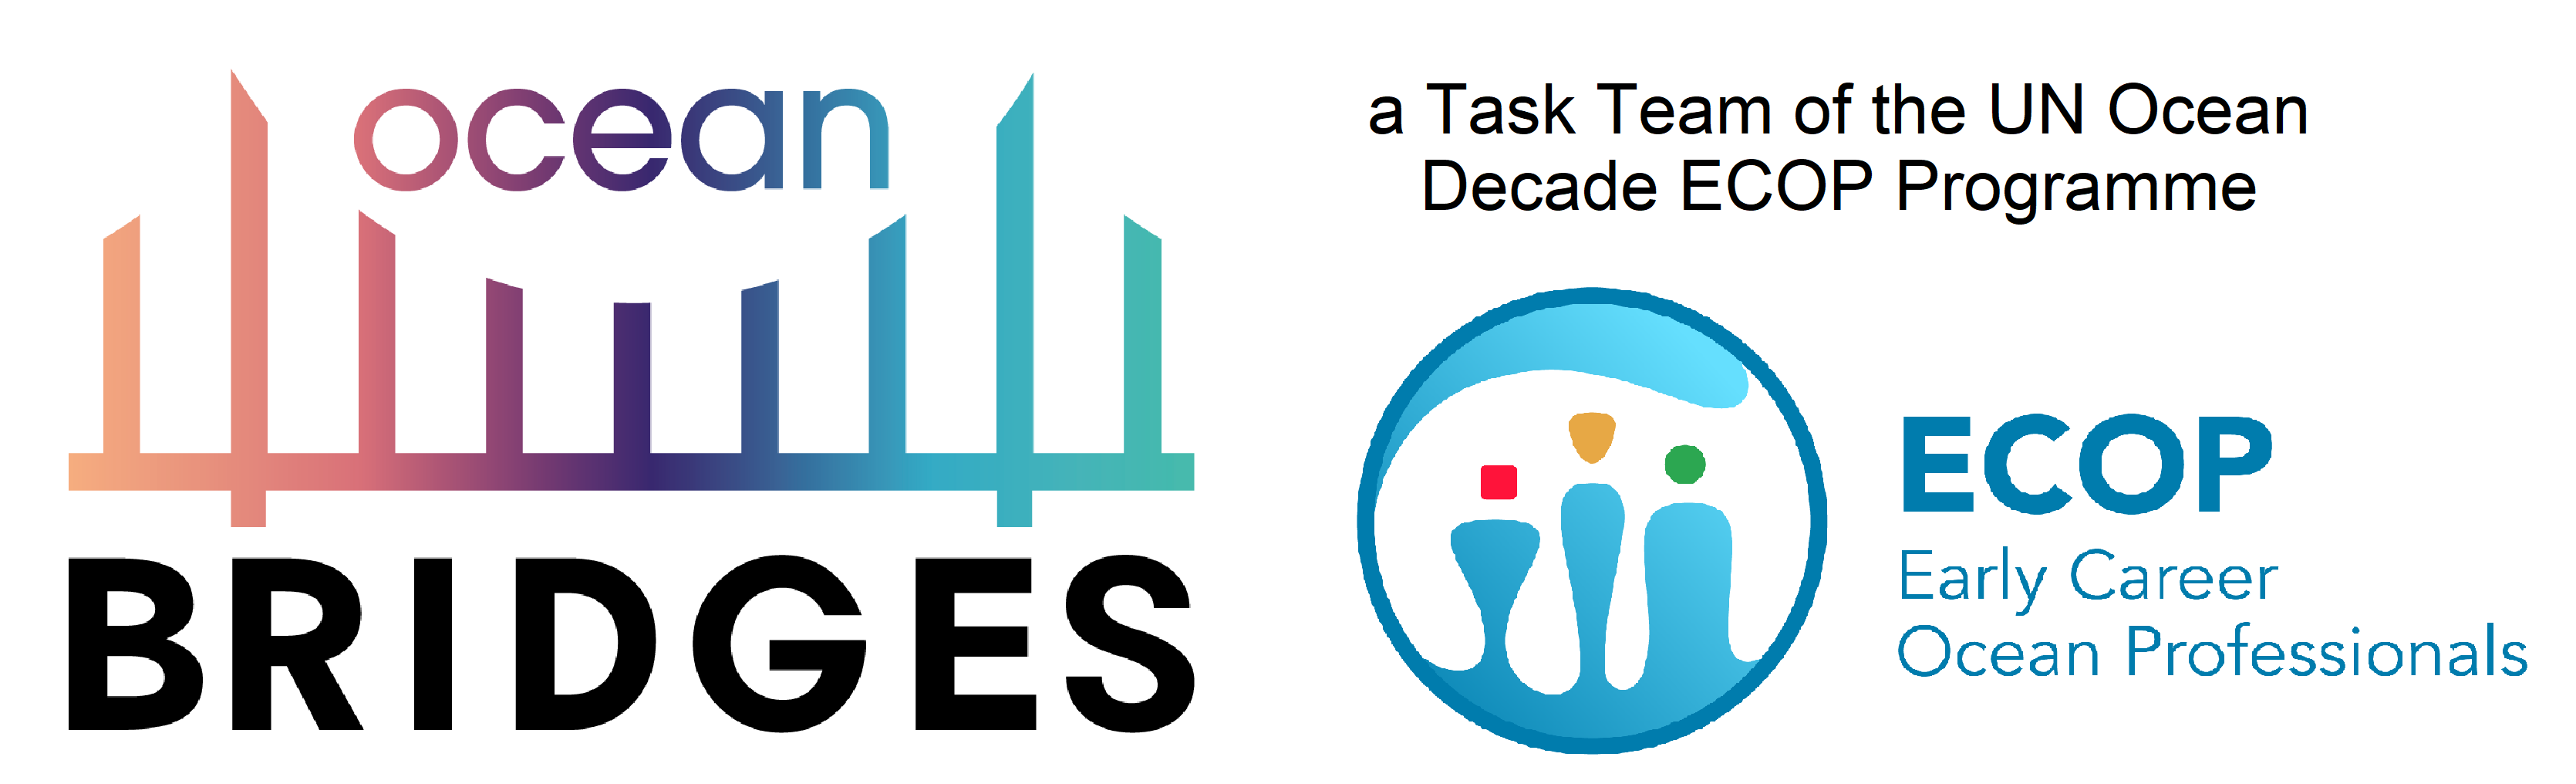 ocean
BRIDGES
a Task Team of the UN Ocean
Decade ECOP Programme
ECOP
Early Career
Ocean Professionals